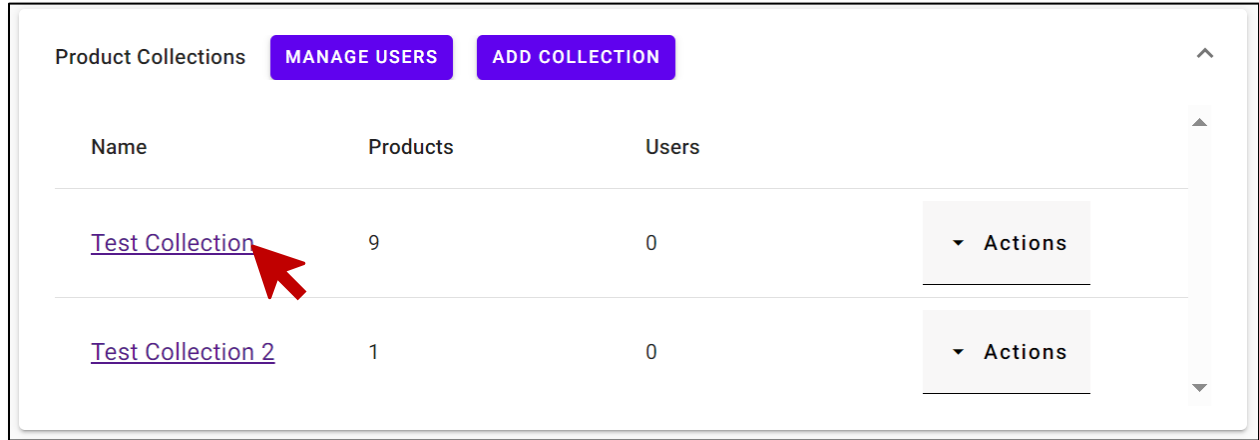 Product Collections MANAGE USERS ADD COLLECTION
Name Products Users
Test Collection 9 0 Actions
Test Collection 2 1 0 Actions